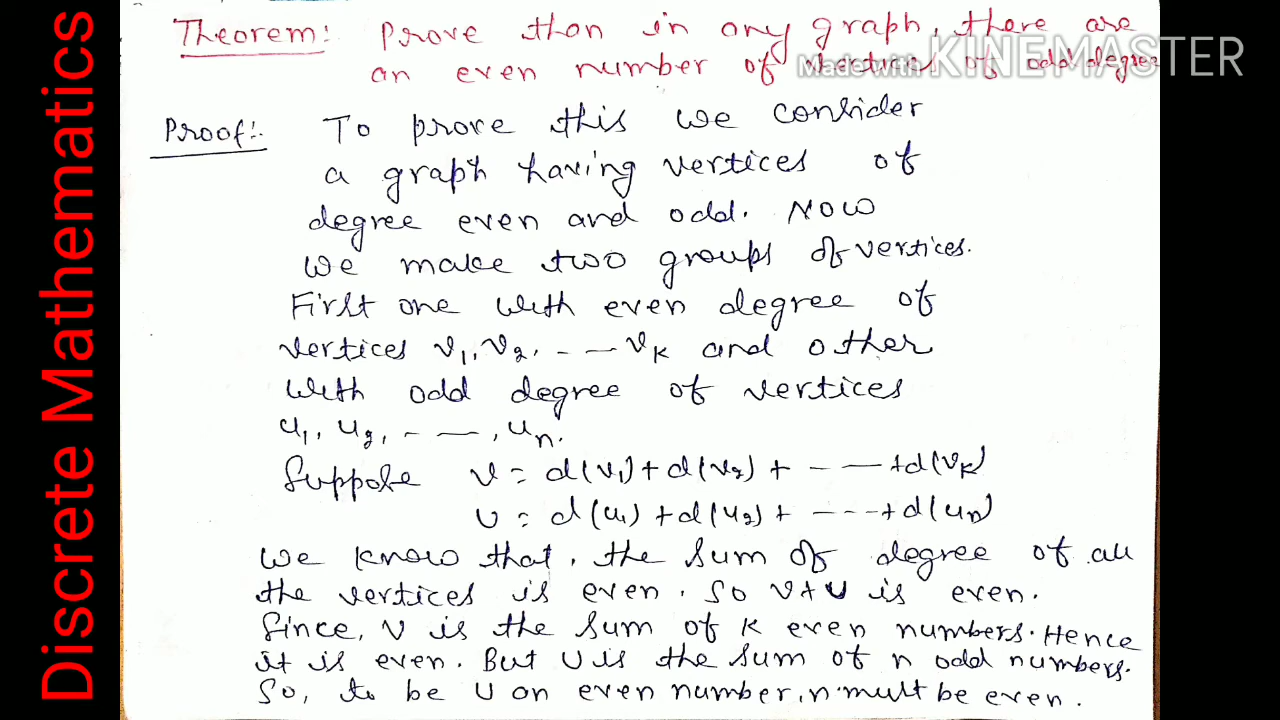 Discrete Mathematics
Theorem: Prove than in any graph, there are
an even number of vertices of odd degree
Made with KINEMASTER
Proof:-
To prove this we consider
a graph having vertices of
degree even and odd. Now
we make two groups of vertices.
First one with even degree of
vertices v1, v2, - - vk and other
with odd degree of vertices
u1, u2, - - , un.
Suppose V = d(v1) + d(v2) + - - - + d(vk)
U = d(u1) + d(u2) + - - - + d(un)
We know that, the sum of degree of all
the vertices is even. So V + U is even.
Since, V is the sum of K even numbers. Hence
it is even. But U is the sum of n odd numbers.
So, to be U an even number, n must be even.